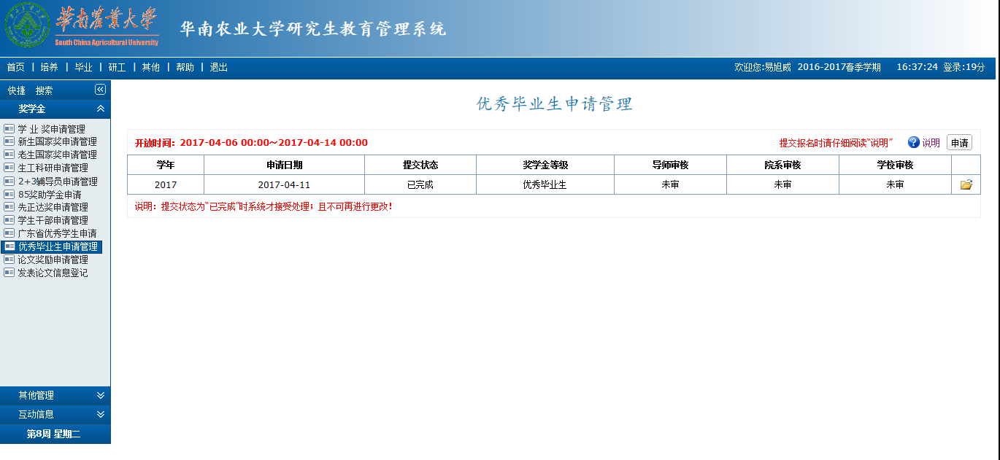 华南农业大学
South China Agricultural University
华南农业大学研究生教育管理系统
首页 | 培养 | 毕业 | 研工 | 其他 | 帮助 | 退出
欢迎您:易旭威 2016-2017春季学期 16:37:24 登录:19分
快捷 搜索
奖学金
学 业 奖申请管理
新生国家奖申请管理
老生国家奖申请管理
生工科研申请管理
2+3辅导员申请管理
85奖助学金申请
先正达奖申请管理
学生干部申请管理
广东省优秀学生申请
优秀毕业生申请管理
论文奖励申请管理
发表论文信息登记
其他管理
互动信息
第8周 星期二
优秀毕业生申请管理
开放时间：2017-04-06 00:00～2017-04-14 00:00
提交报名时请仔细阅读“说明” ? 说明 申请
学年 申请日期 提交状态 奖学金等级 导师审核 院系审核 学校审核
2017 2017-04-11 已完成 优秀毕业生 未审 未审 未审
说明：提交状态为“已完成”时系统才接受处理；且不可再进行更改！